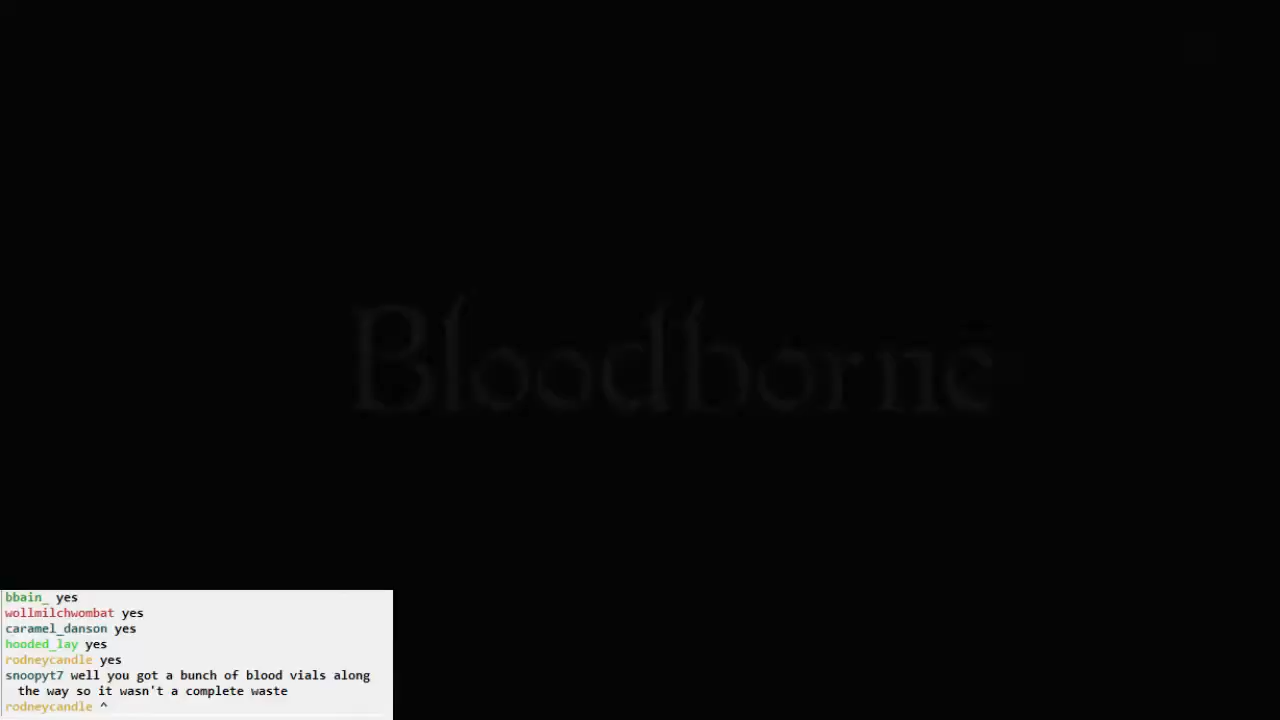 Bloodborne
bbain_ yes
wollmilchwombat yes
caramel_danson yes
hooded_lay yes
rodneycandle yes
snoopyt7 well you got a bunch of blood vials along
the way so it wasn't a complete waste
rodneycandle ^